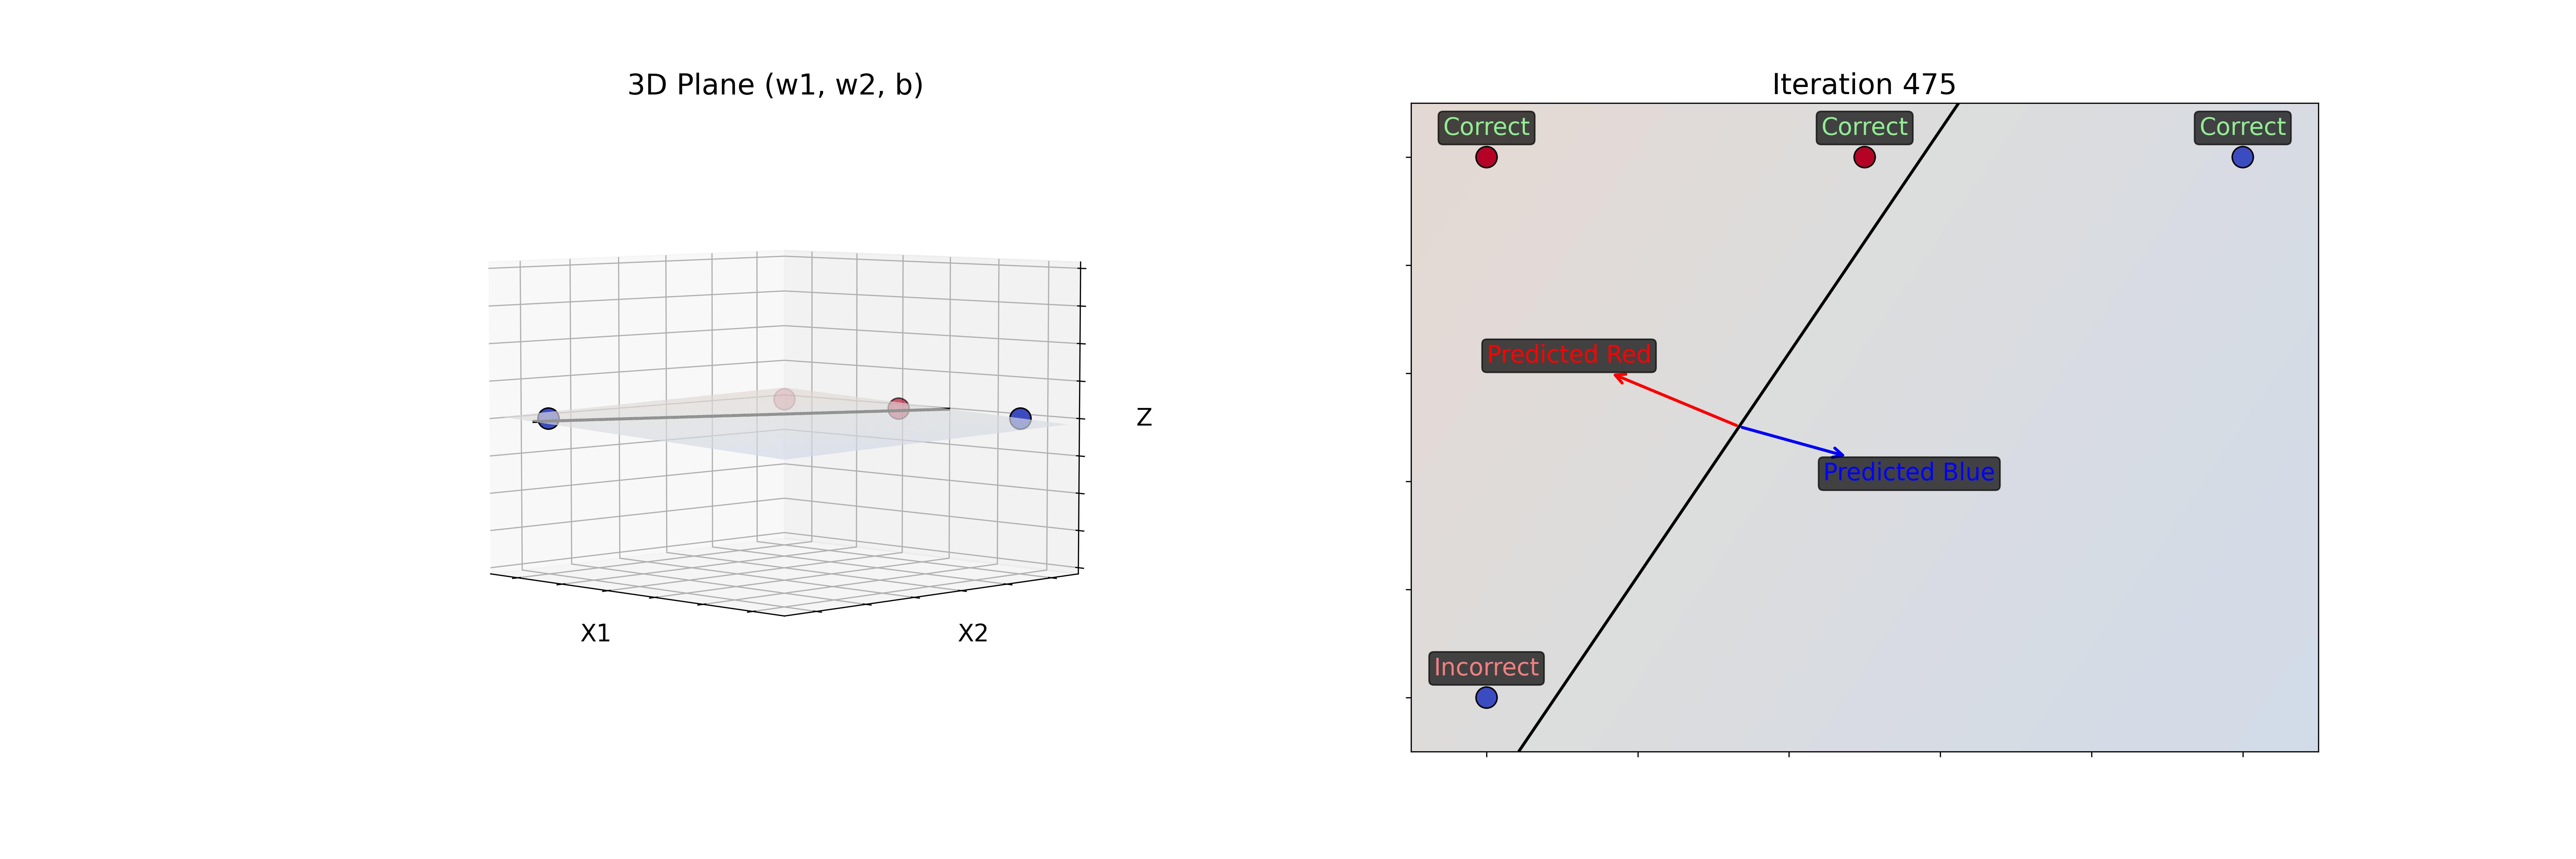 3D Plane (w1, w2, b)
Z
X1
X2
Iteration 475
Correct
Correct
Correct
Predicted Red
Predicted Blue
Incorrect